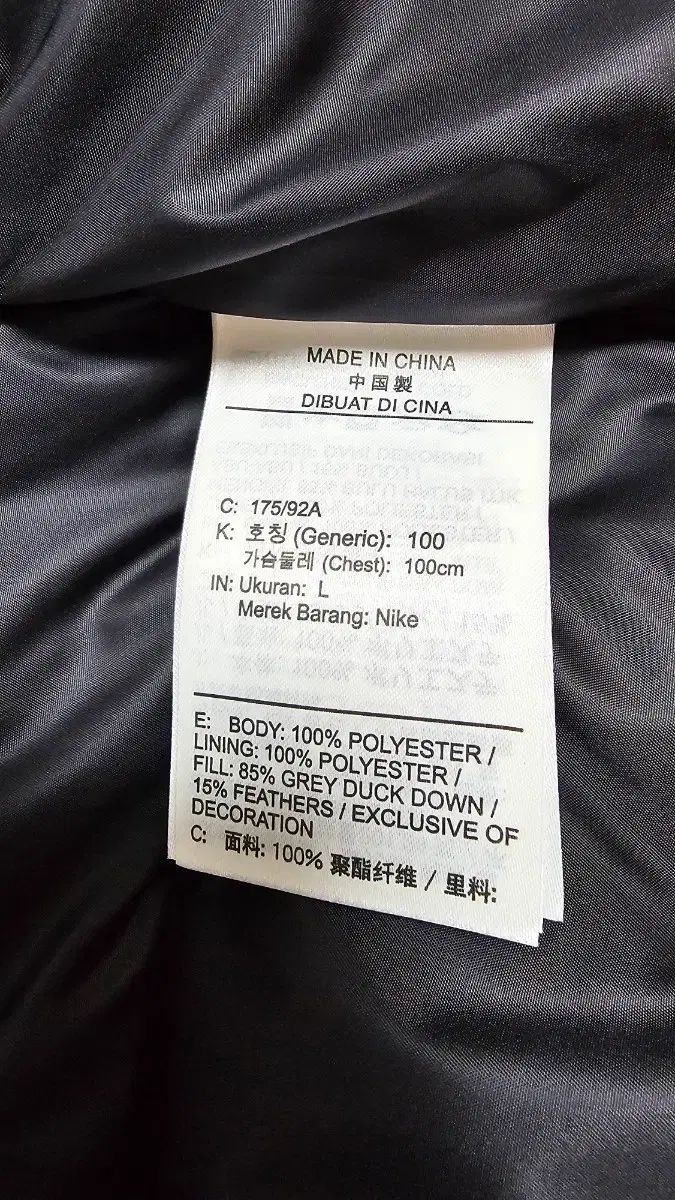 MADE IN CHINA
中国製
DIBUAT DI CINA
C: 175/92A
K: 호칭 (Generic): 100
가슴둘레 (Chest): 100cm
IN: Ukuran: L
Merek Barang: Nike
E: BODY: 100% POLYESTER /
LINING: 100% POLYESTER /
FILL: 85% GREY DUCK DOWN /
15% FEATHERS / EXCLUSIVE OF
DECORATION
C: 面料: 100% 聚酯纤维 / 里料: